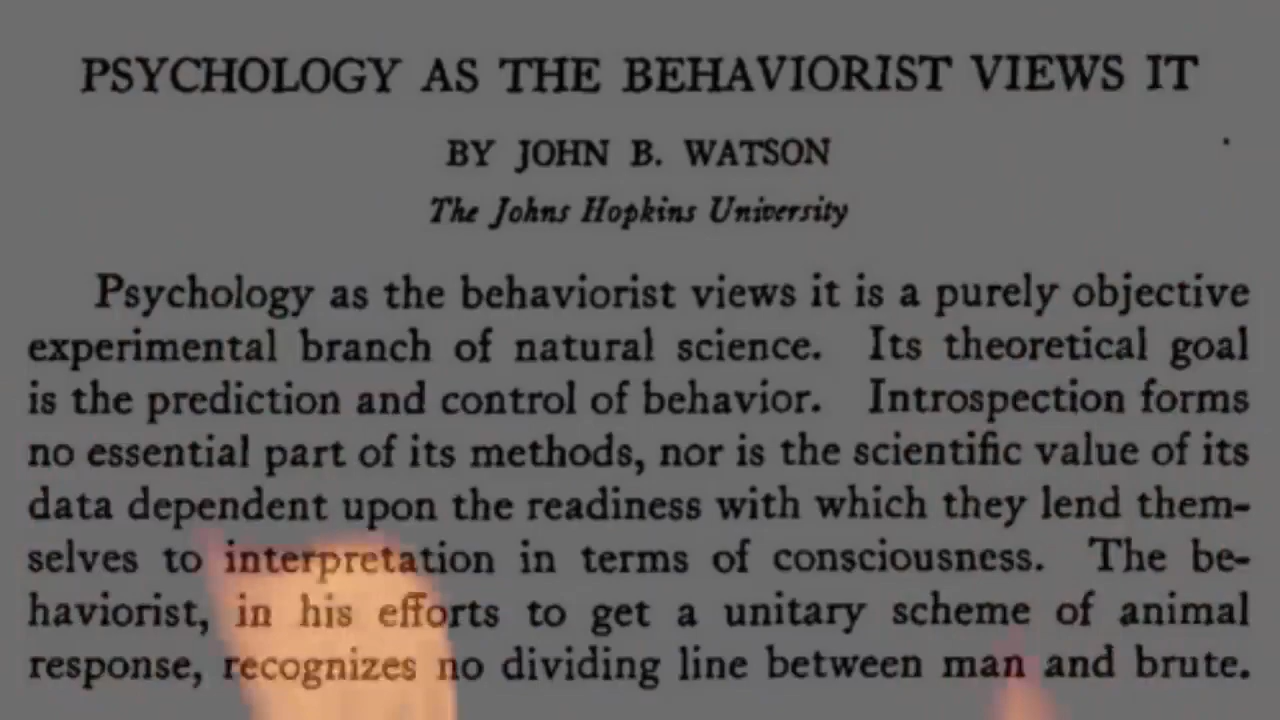 PSYCHOLOGY AS THE BEHAVIORIST VIEWS IT
BY JOHN B. WATSON
The Johns Hopkins University
Psychology as the behaviorist views it is a purely objective
experimental branch of natural science. Its theoretical goal
is the prediction and control of behavior. Introspection forms
no essential part of its methods, nor is the scientific value of its
data dependent upon the readiness with which they lend them-
selves to interpretation in terms of consciousness. The be-
haviorist, in his efforts to get a unitary scheme of animal
response, recognizes no dividing line between man and brute.